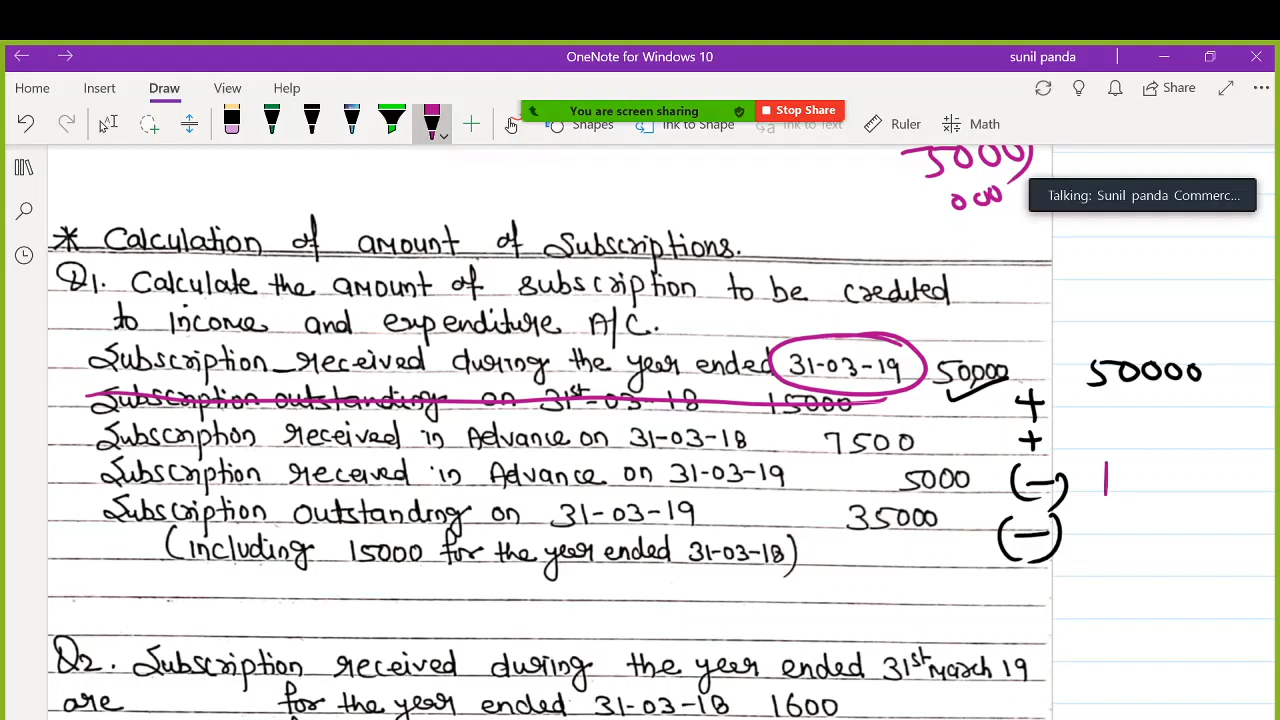 OneNote for Windows 10
sunil panda
Home Insert Draw View Help
Share
You are screen sharing
Stop Share
Shapes Ink to Shape Ink to Text Ruler Math
5000)
000
Talking: Sunil panda Commerc...
* Calculation of amount of Subscriptions.
Q1. Calculate the amount of subscription to be credited
to income and expenditure A/C.
Subscription received during the year ended 31-03-19 50,000 50000
Subscription outstanding on 31st-03-18 15000 +
Subscription received in Advance on 31-03-18 7500 +
Subscription received in Advance on 31-03-19 5000 (-)
Subscription outstanding on 31-03-19 35000 (-)
(including 15000 for the year ended 31-03-18)
Q2. Subscription received during the year ended 31st March 19
are for the year ended 31-03-18 1600